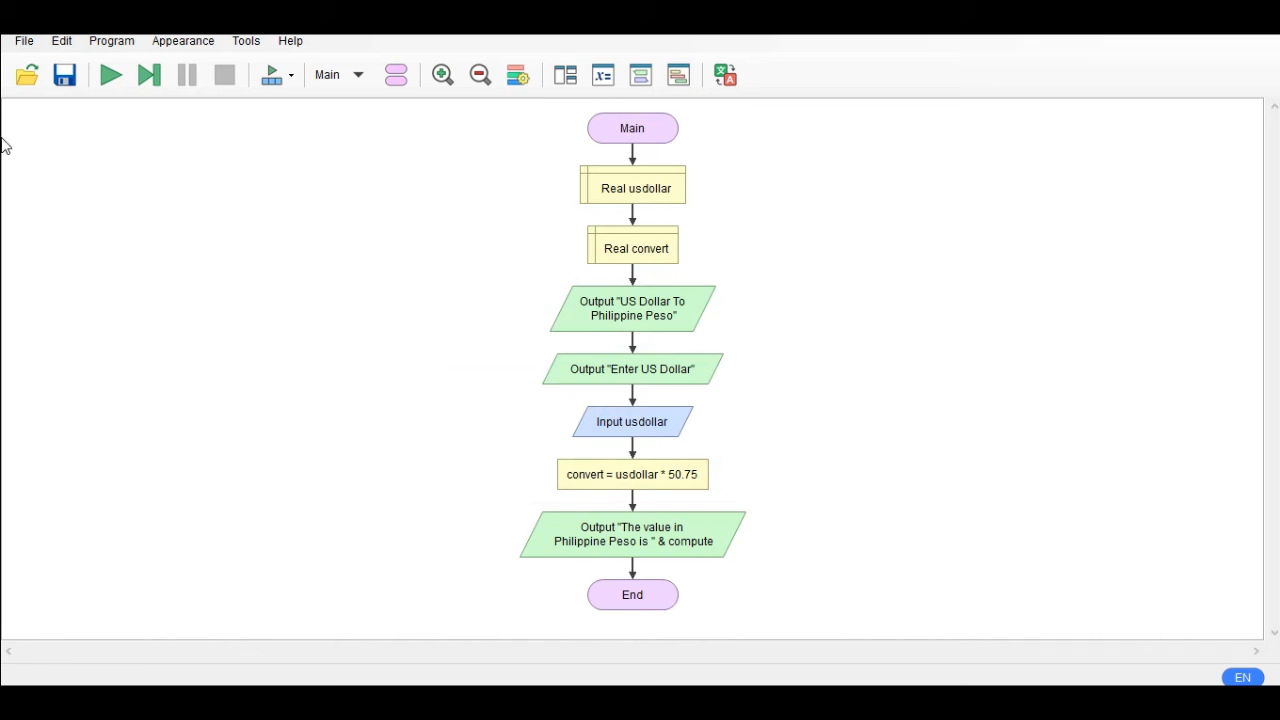 File Edit Program Appearance Tools Help
Main
Main
Real usdollar
Real convert
Output "US Dollar To
Philippine Peso"
Output "Enter US Dollar"
Input usdollar
convert = usdollar * 50.75
Output "The value in
Philippine Peso is " & compute
End
EN